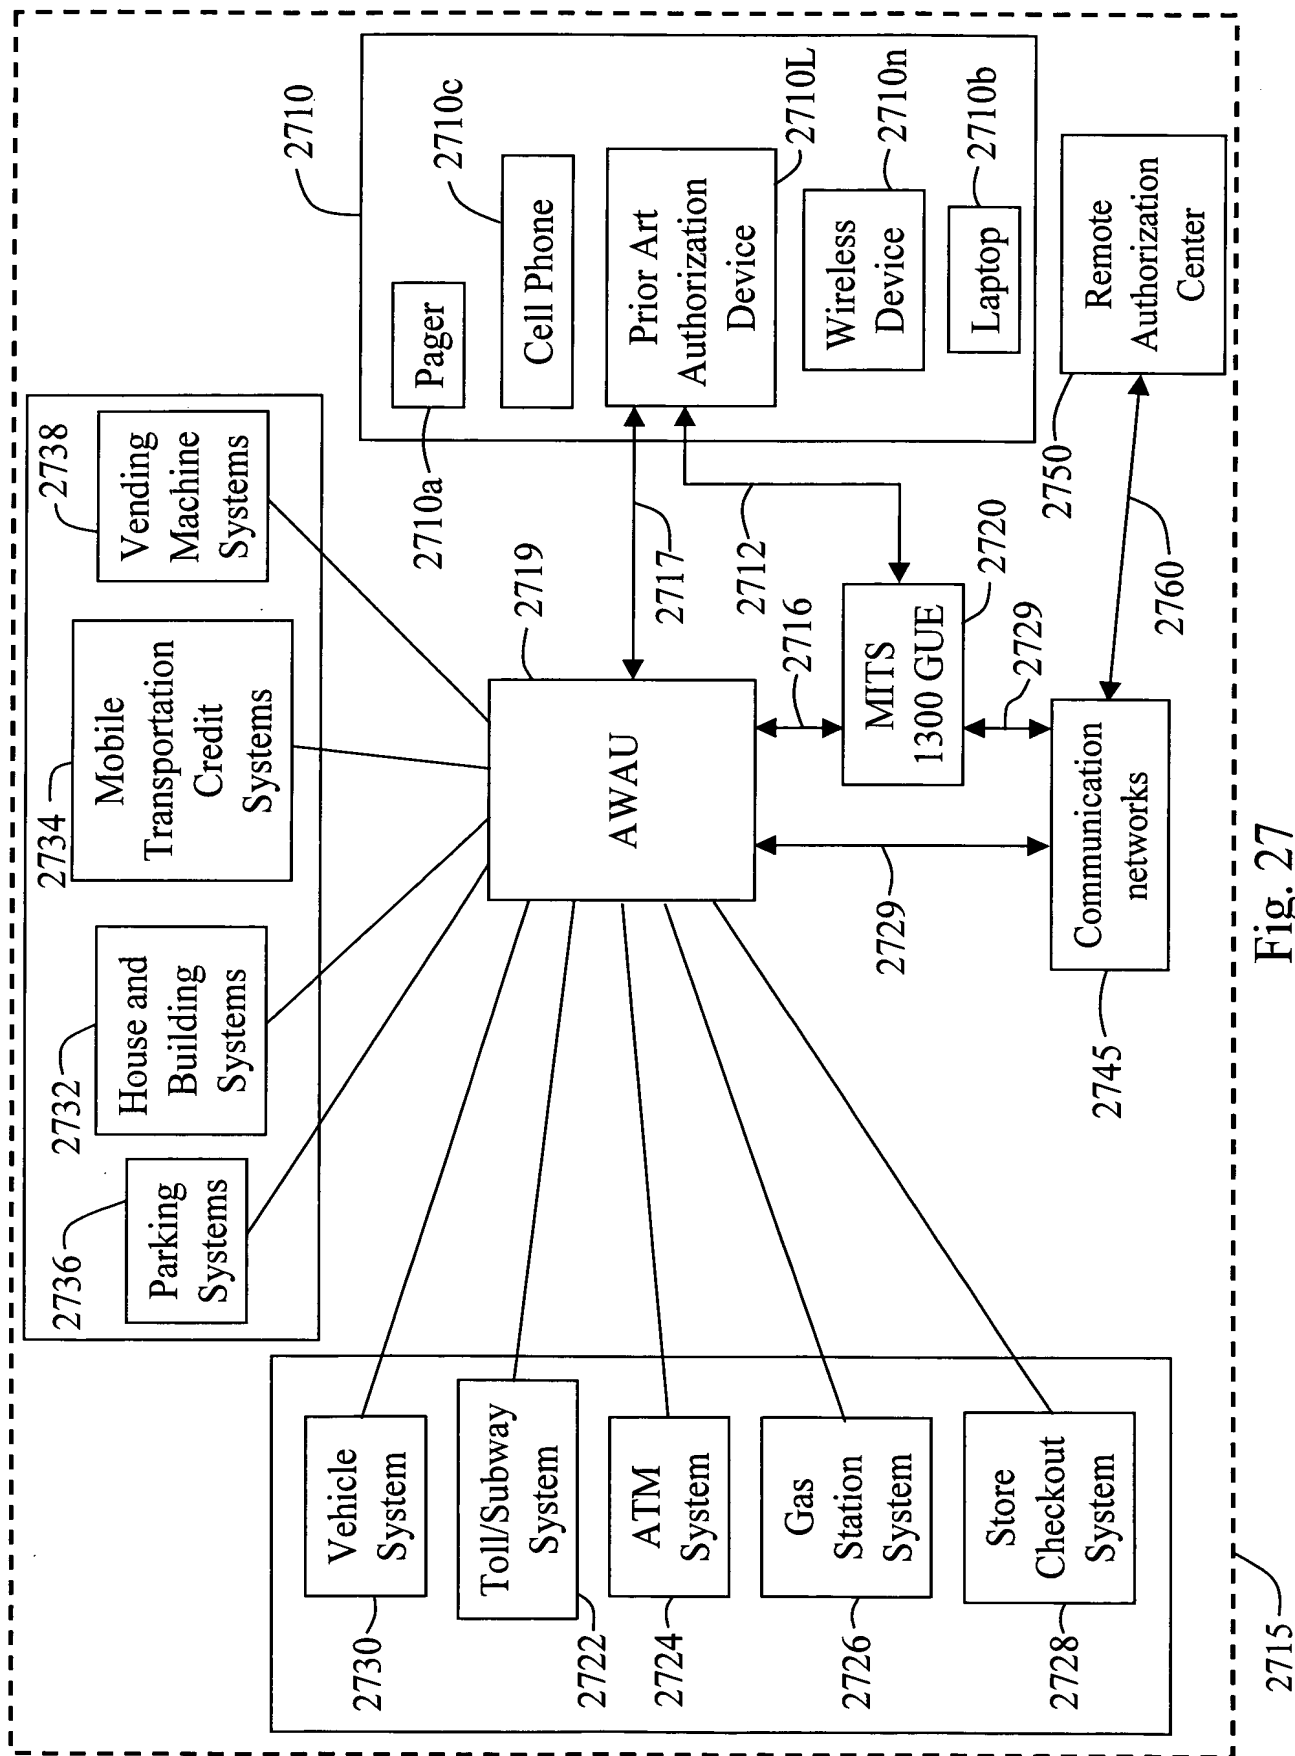 2736
2732
2734
2738
Parking
Systems
House and
Building
Systems
Mobile
Transportation
Credit
Systems
Vending
Machine
Systems
2710
2730
Vehicle
System
2722
Toll/Subway
System
2724
ATM
System
2726
Gas
Station
System
2728
Store
Checkout
System
AWAU
2719
2717
2712
2716
MITS
1300 GUE
2720
2729
2729
Communication
networks
2745
2710a
Pager
Cell Phone
2710c
Prior Art
Authorization
Device
2710L
Wireless
Device
2710n
Laptop
2710b
2750
Remote
Authorization
Center
2760
2715
Fig. 27